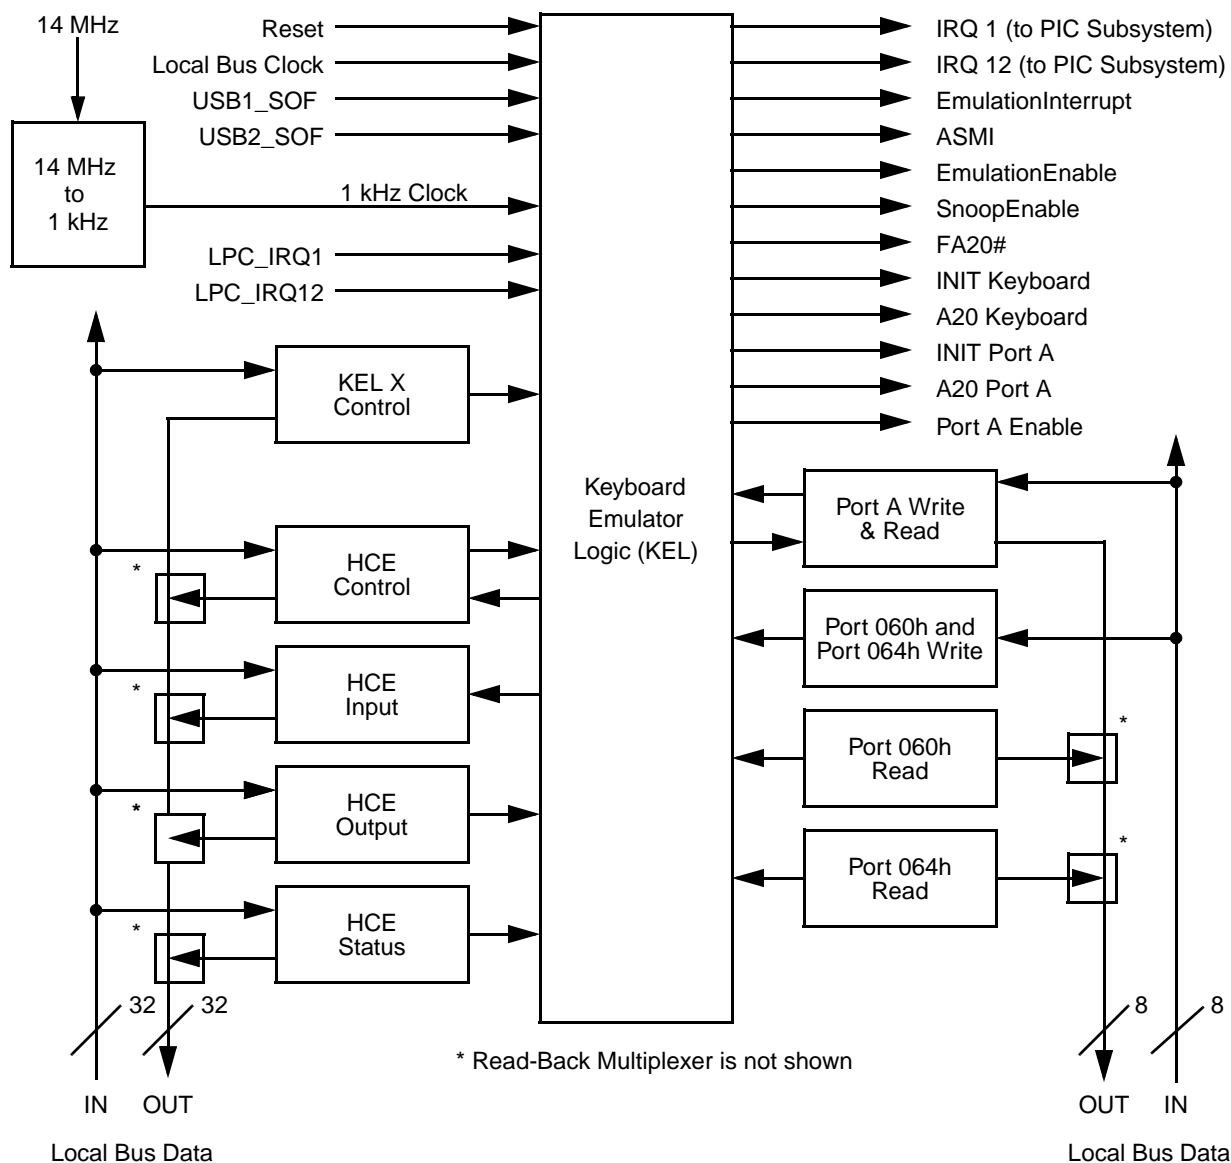 14 MHz
Reset
Local Bus Clock
USB1_SOF
USB2_SOF
14 MHz
to
1 kHz
1 kHz Clock
LPC_IRQ1
LPC_IRQ12
IRQ 1 (to PIC Subsystem)
IRQ 12 (to PIC Subsystem)
EmulationInterrupt
ASMI
EmulationEnable
SnoopEnable
FA20#
INIT Keyboard
A20 Keyboard
INIT Port A
A20 Port A
Port A Enable
KEL X
Control
*
HCE
Control
*
HCE
Input
*
HCE
Output
*
HCE
Status
Keyboard
Emulator
Logic (KEL)
Port A Write
& Read
Port 060h and
Port 064h Write
Port 060h
Read
*
Port 064h
Read
*
32
32
8
8
* Read-Back Multiplexer is not shown
IN
OUT
OUT
IN
Local Bus Data
Local Bus Data